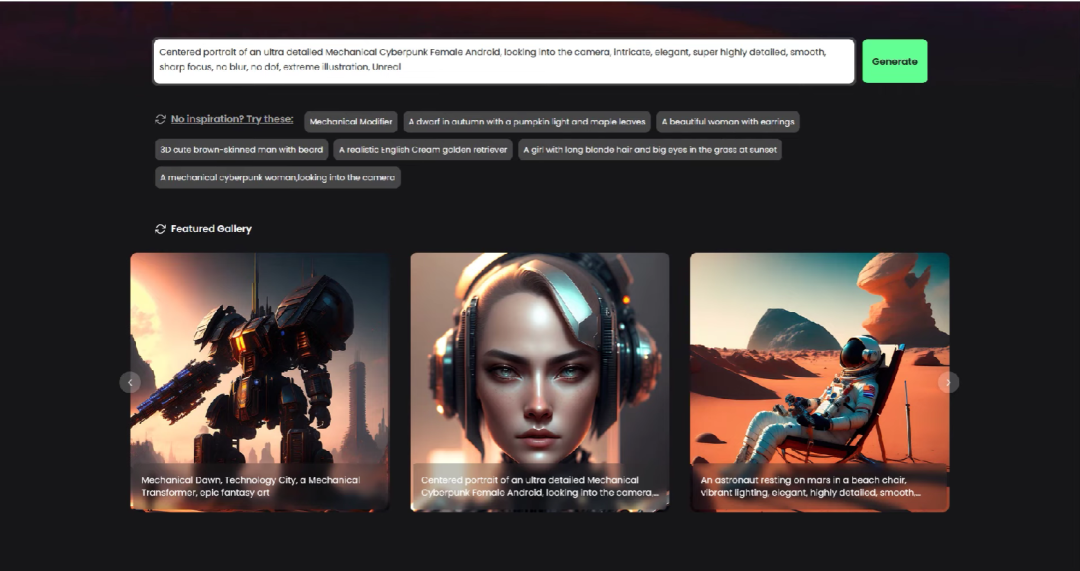 Centered portrait of an ultra detailed Mechanical Cyberpunk Female Android, looking into the camera, intricate, elegant, super highly detailed, smooth,
sharp focus, no blur, no dof, extreme illustration, Unreal
Generate
No inspiration? Try these:
Mechanical Modifier
A dwarf in autumn with a pumpkin light and maple leaves
A beautiful woman with earrings
3D cute brown-skinned man with beard
A realistic English Cream golden retriever
A girl with long blonde hair and big eyes in the grass at sunset
A mechanical cyberpunk woman,looking into the camera
Featured Gallery
Mechanical Dawn, Technology City, a Mechanical
Transformer, epic fantasy art
Centered portrait of an ultra detailed Mechanical
Cyberpunk Female Android, looking into the camera,...
An astronaut resting on mars in a beach chair,
vibrant lighting, elegant, highly detailed, smooth,...